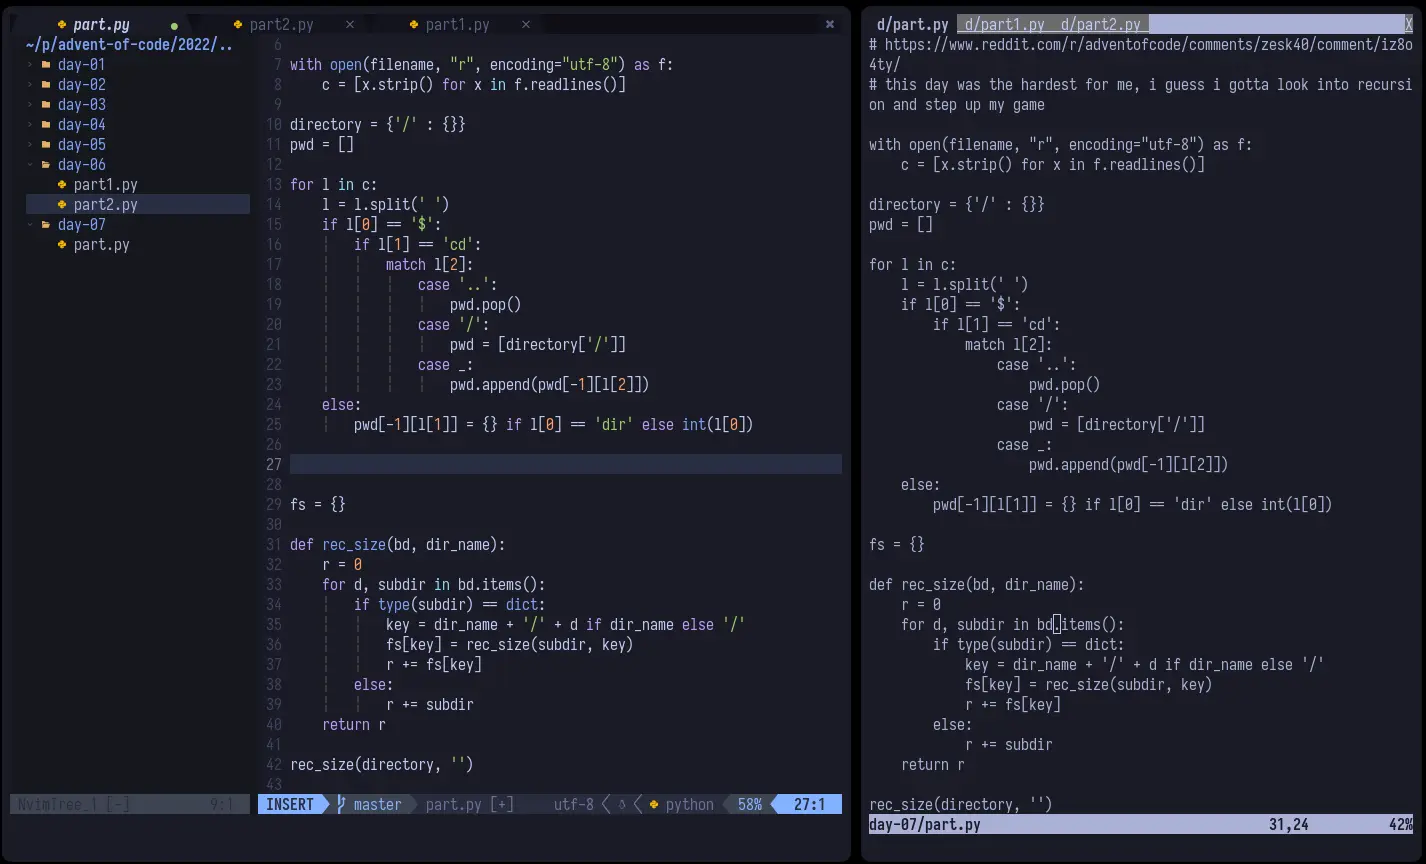 part.py
part2.py ×
part1.py ×
~/p/advent-of-code/2022/..
day-01
day-02
day-03
day-04
day-05
day-06
part1.py
part2.py
day-07
part.py
NvimTree_1 [-] 9:1
6
7 with open(filename, "r", encoding="utf-8") as f:
8     c = [x.strip() for x in f.readlines()]
9
10 directory = {'/' : {}}
11 pwd = []
12
13 for l in c:
14     l = l.split(' ')
15     if l[0] == '$':
16         if l[1] == 'cd':
17             match l[2]:
18                 case '..':
19                     pwd.pop()
20                 case '/':
21                     pwd = [directory['/']]
22                 case _:
23                     pwd.append(pwd[-1][l[2]])
24     else:
25         pwd[-1][l[1]] = {} if l[0] == 'dir' else int(l[0])
26
27
28
29 fs = {}
30
31 def rec_size(bd, dir_name):
32     r = 0
33     for d, subdir in bd.items():
34         if type(subdir) == dict:
35             key = dir_name + '/' + d if dir_name else '/'
36             fs[key] = rec_size(subdir, key)
37             r += fs[key]
38         else:
39             r += subdir
40     return r
41
42 rec_size(directory, '')
43
INSERT master part.py [+] utf-8 python 58% 27:1
d/part.py d/part1.py d/part2.py X
# https://www.reddit.com/r/adventofcode/comments/zesk40/comment/iz8o
4ty/
# this day was the hardest for me, i guess i gotta look into recursi
on and step up my game
with open(filename, "r", encoding="utf-8") as f:
    c = [x.strip() for x in f.readlines()]
directory = {'/' : {}}
pwd = []
for l in c:
    l = l.split(' ')
    if l[0] == '$':
        if l[1] == 'cd':
            match l[2]:
                case '..':
                    pwd.pop()
                case '/':
                    pwd = [directory['/']]
                case _:
                    pwd.append(pwd[-1][l[2]])
    else:
        pwd[-1][l[1]] = {} if l[0] == 'dir' else int(l[0])
fs = {}
def rec_size(bd, dir_name):
    r = 0
    for d, subdir in bd.items():
        if type(subdir) == dict:
            key = dir_name + '/' + d if dir_name else '/'
            fs[key] = rec_size(subdir, key)
            r += fs[key]
        else:
            r += subdir
    return r
rec_size(directory, '')
day-07/part.py 31,24 42%